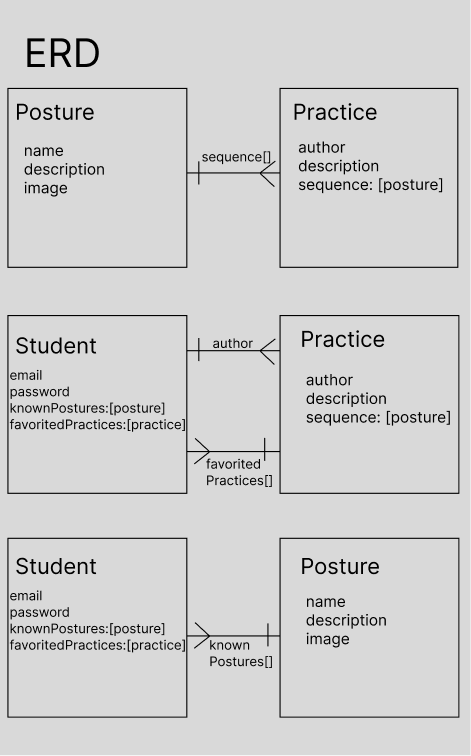 ERD
Posture
name
description
image
sequence[]
Practice
author
description
sequence: [posture]
Student
email
password
knownPostures:[posture]
favoritedPractices:[practice]
author
favorited
Practices[]
Practice
author
description
sequence: [posture]
Student
email
password
knownPostures:[posture]
favoritedPractices:[practice]
known
Postures[]
Posture
name
description
image